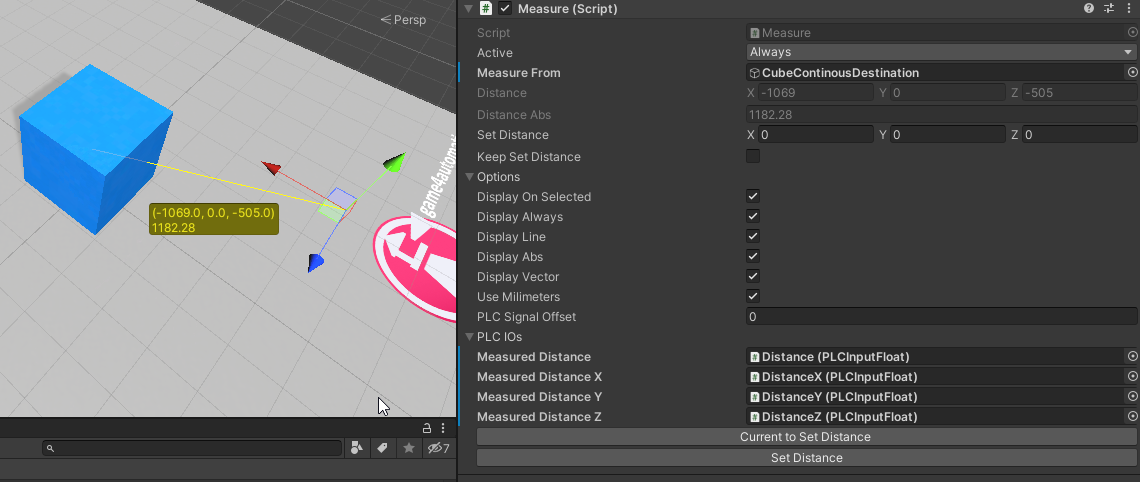 Persp
game4automati
(-1069.0, 0.0, -505.0)
1182.28
7
Measure (Script)
Script
Measure
Active
Always
Measure From
CubeContinousDestination
Distance
X -1069 Y 0 Z -505
Distance Abs
1182.28
Set Distance
X 0 Y 0 Z 0
Keep Set Distance
Options
Display On Selected
Display Always
Display Line
Display Abs
Display Vector
Use Milimeters
PLC Signal Offset
0
PLC IOs
Measured Distance
Distance (PLCInputFloat)
Measured Distance X
DistanceX (PLCInputFloat)
Measured Distance Y
DistanceY (PLCInputFloat)
Measured Distance Z
DistanceZ (PLCInputFloat)
Current to Set Distance
Set Distance